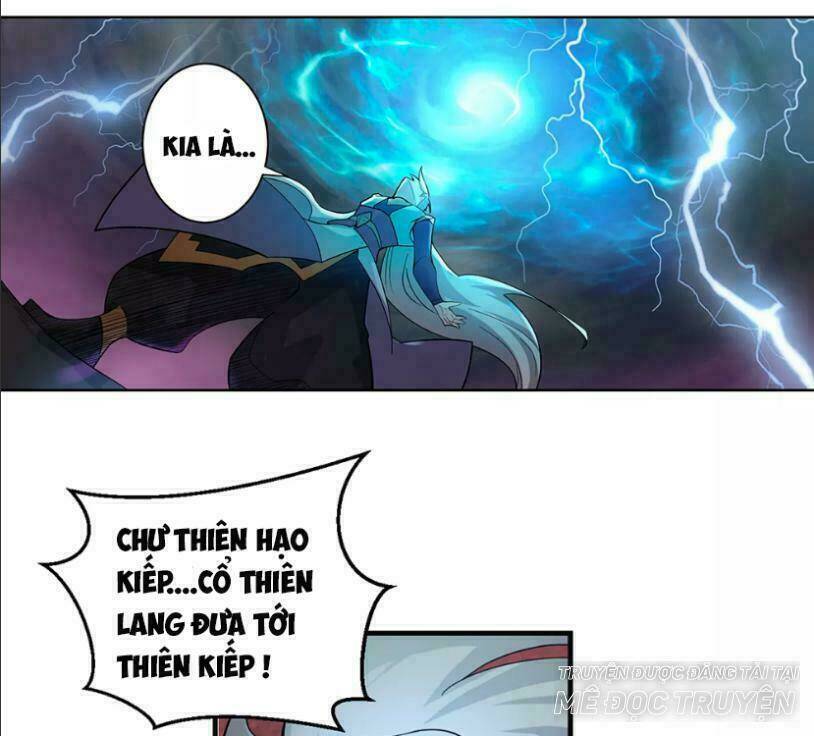 KIA LÀ...
CHƯ THIÊN HẠO
KIẾP....CỔ THIÊN
LANG ĐƯA TỚI
THIÊN KIẾP !
TRUYỆN ĐƯỢC ĐĂNG TẢI TẠI
MÊ ĐỌC TRUYỆN